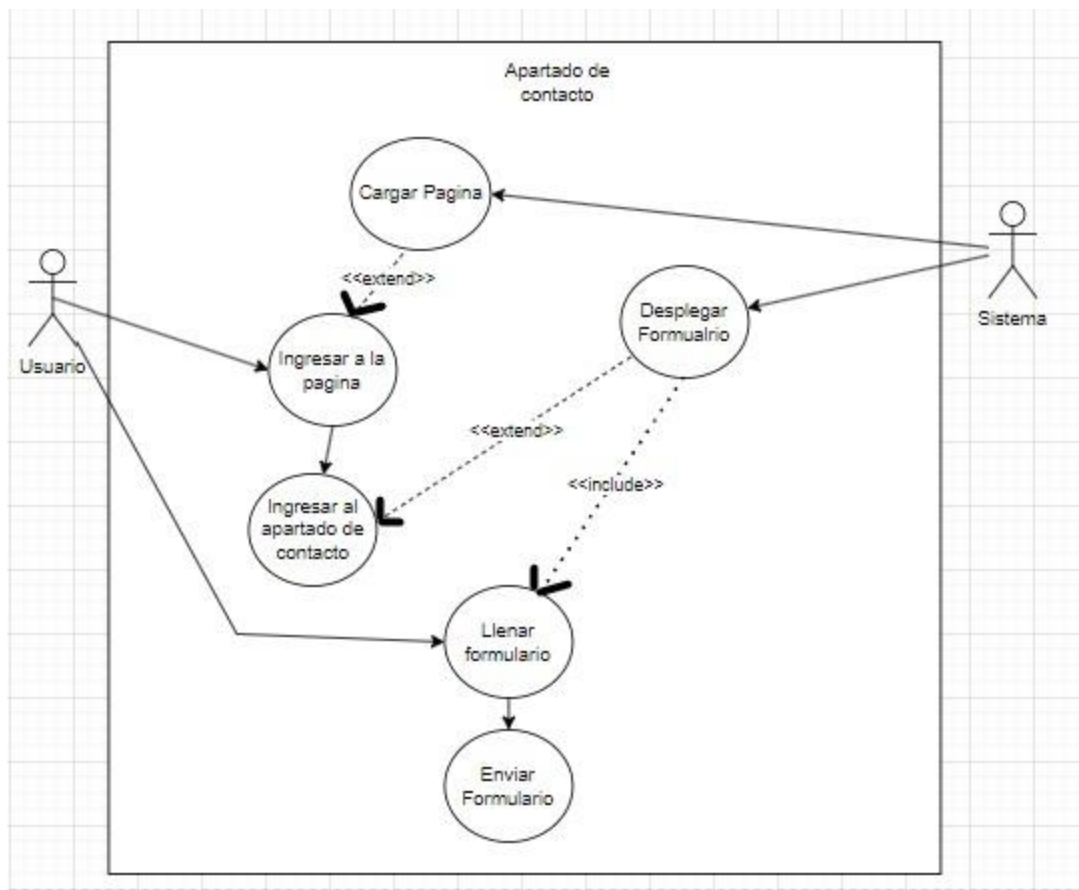 Apartado de
contacto
Cargar Pagina
<<extend>>
Desplegar
Formualrio
Sistema
Usuario
Ingresar a la
pagina
<<extend>>
<<include>>
Ingresar al
apartado de
contacto
Llenar
formulario
Enviar
Formulario